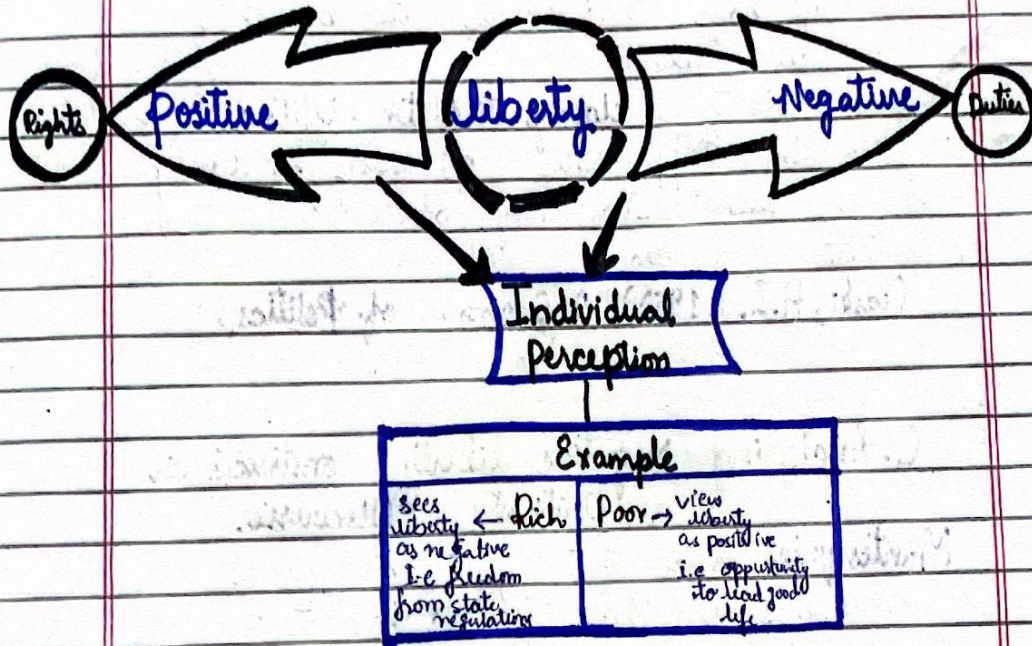 Rights
Positive
liberty
Negative
Duties
Individual
Perception
Example
sees
liberty ← Rich
as negative
I.e freedom
from state
regulations
Poor → view
liberty
as positive
i.e oppurtunity
to lead good
life